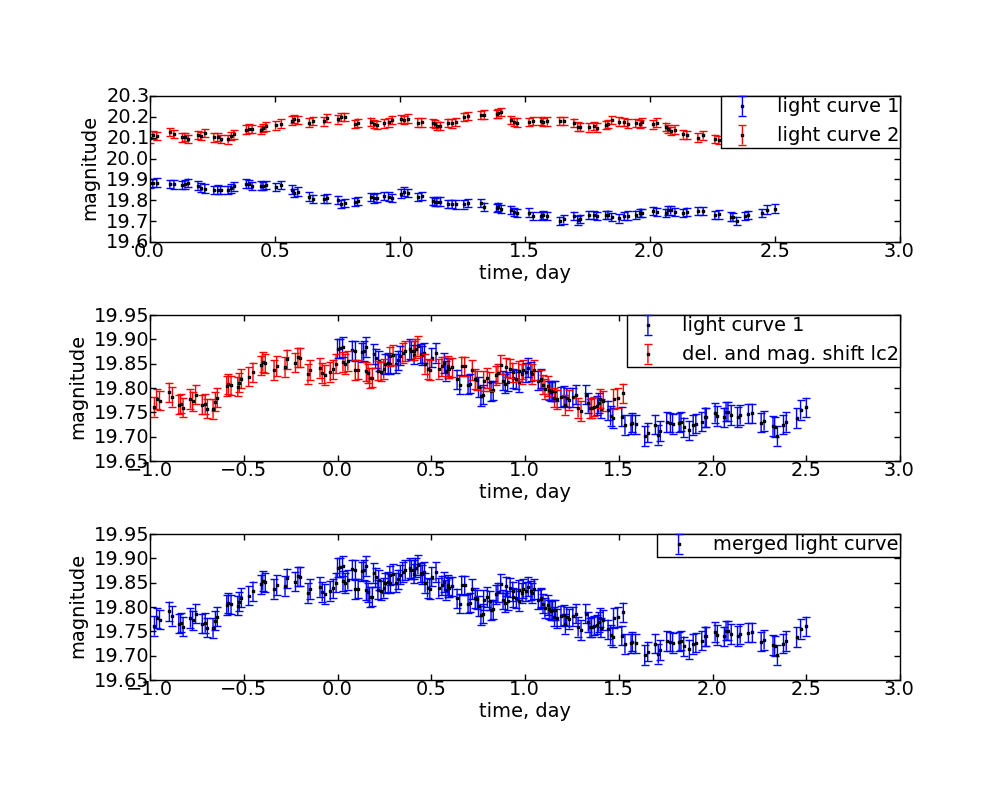 20.3
20.2
20.1
20.0
19.9
19.8
19.7
19.6
magnitude
light curve 1
light curve 2
0.0 0.5 1.0 1.5 2.0 2.5 3.0
time, day
19.95
19.90
19.85
19.80
19.75
19.70
19.65
magnitude
light curve 1
del. and mag. shift lc2
−1.0 −0.5 0.0 0.5 1.0 1.5 2.0 2.5 3.0
time, day
19.95
19.90
19.85
19.80
19.75
19.70
19.65
magnitude
merged light curve
−1.0 −0.5 0.0 0.5 1.0 1.5 2.0 2.5 3.0
time, day